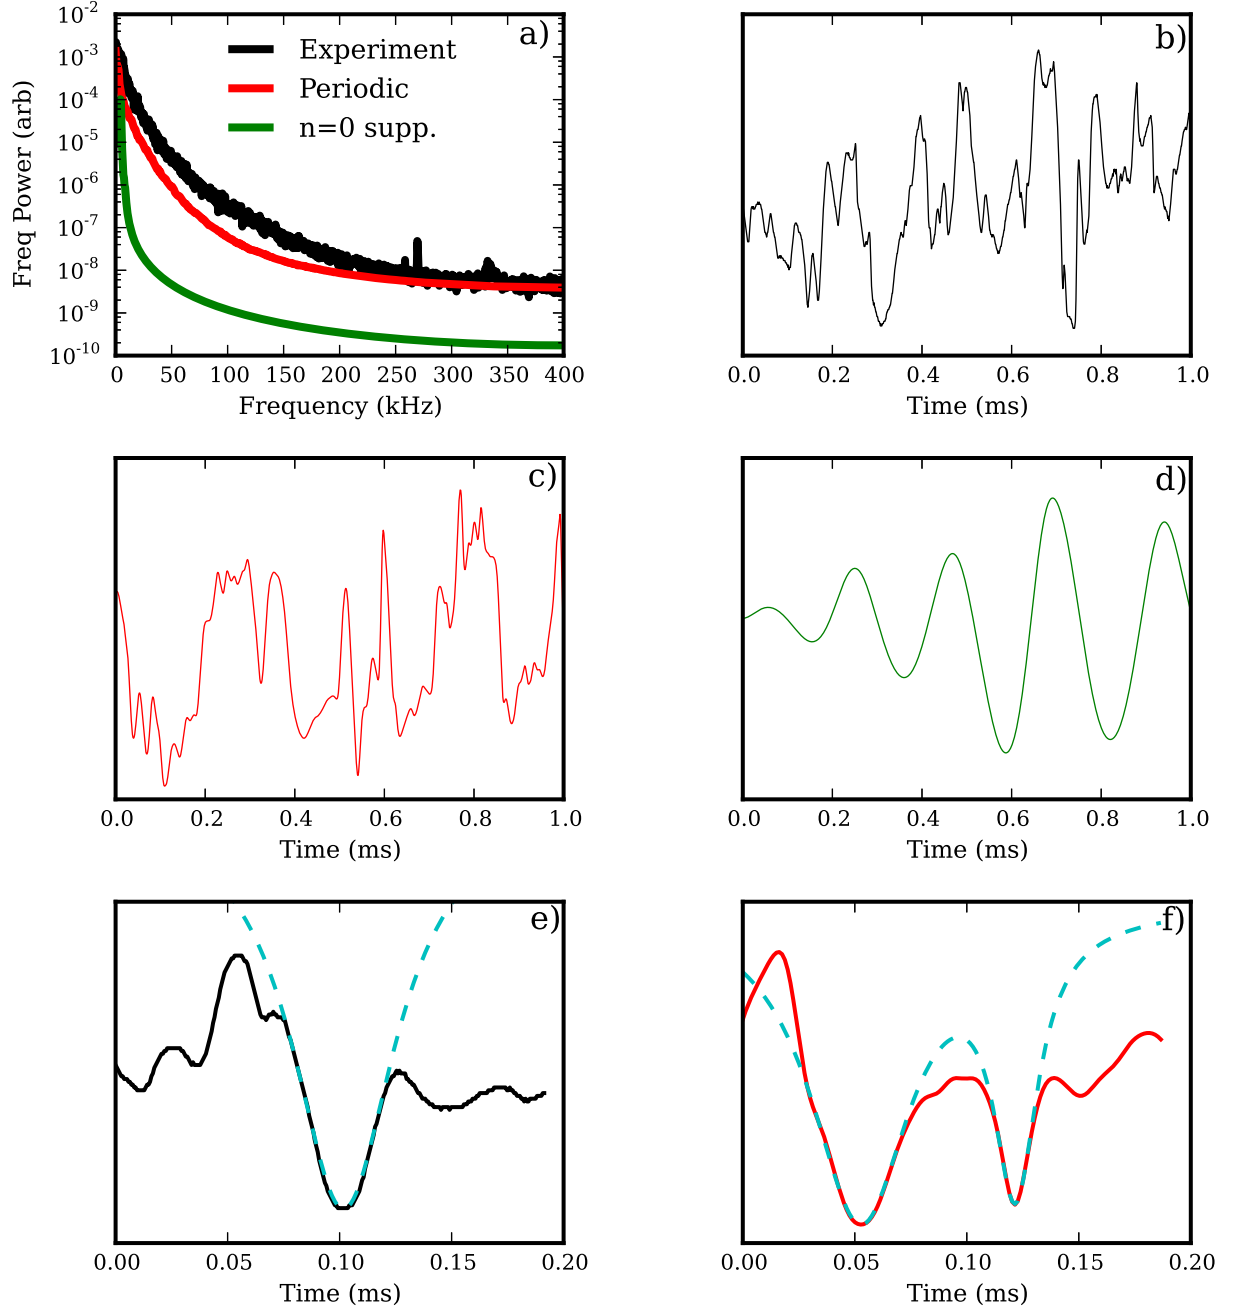 a)
Experiment
Periodic
n=0 supp.
Freq Power (arb)
10-2
10-3
10-4
10-5
10-6
10-7
10-8
10-9
10-10
0 50 100 150 200 250 300 350 400
Frequency (kHz)
b)
0.0 0.2 0.4 0.6 0.8 1.0
Time (ms)
c)
0.0 0.2 0.4 0.6 0.8 1.0
Time (ms)
d)
0.0 0.2 0.4 0.6 0.8 1.0
Time (ms)
e)
0.00 0.05 0.10 0.15 0.20
Time (ms)
f)
0.00 0.05 0.10 0.15 0.20
Time (ms)